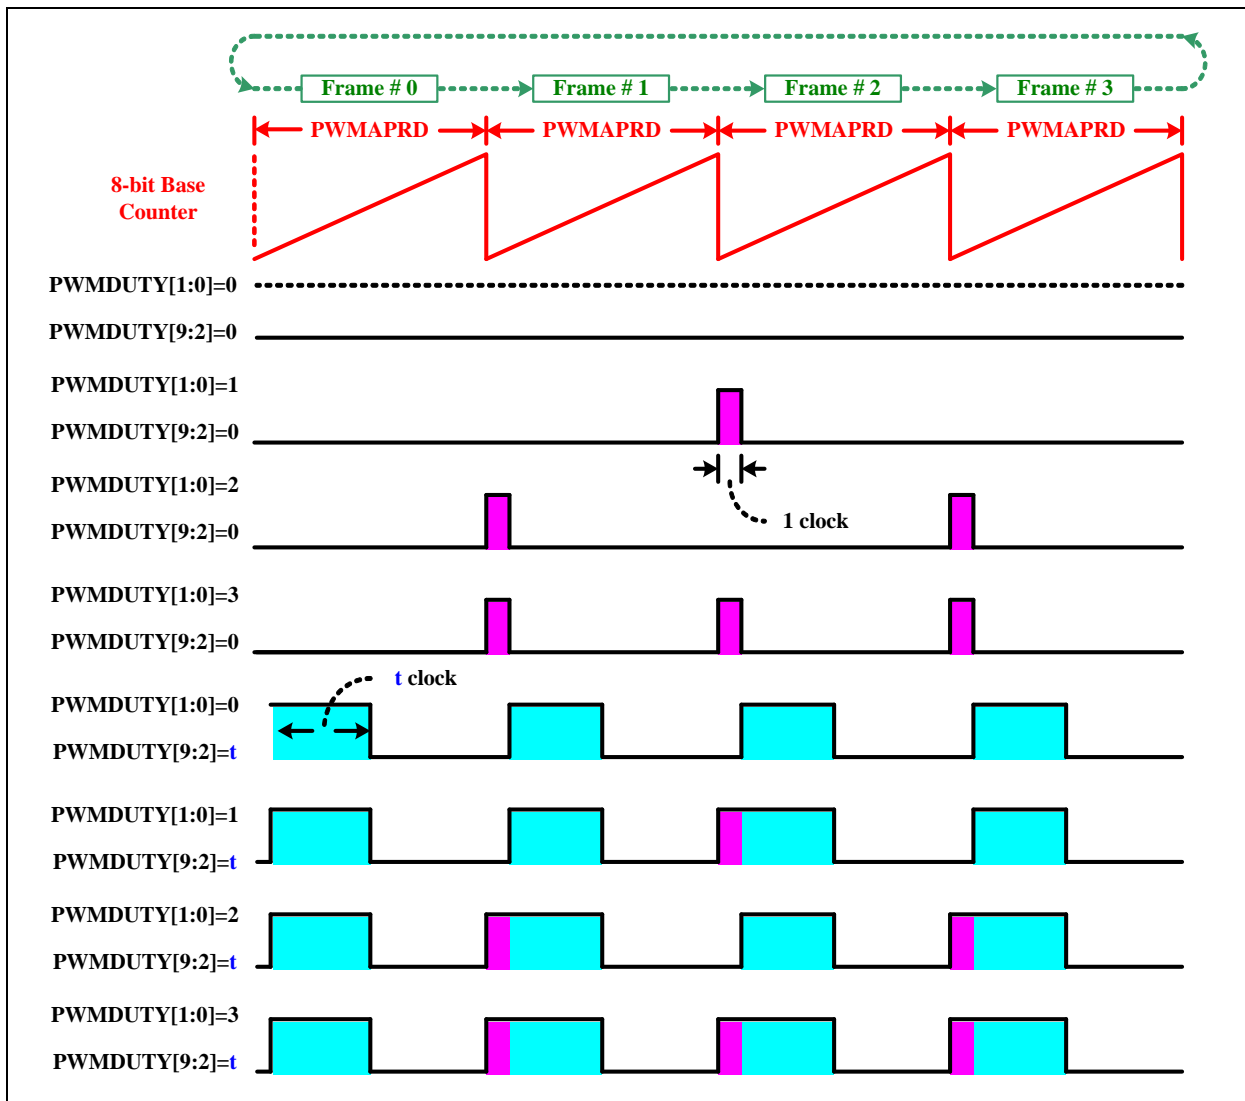 Frame # 0 Frame # 1 Frame # 2 Frame # 3
PWMAPRD PWMAPRD PWMAPRD PWMAPRD
8-bit Base
Counter
PWMDUTY[1:0]=0
PWMDUTY[9:2]=0
PWMDUTY[1:0]=1
PWMDUTY[9:2]=0
PWMDUTY[1:0]=2
1 clock
PWMDUTY[9:2]=0
PWMDUTY[1:0]=3
PWMDUTY[9:2]=0
t clock
PWMDUTY[1:0]=0
PWMDUTY[9:2]=t
PWMDUTY[1:0]=1
PWMDUTY[9:2]=t
PWMDUTY[1:0]=2
PWMDUTY[9:2]=t
PWMDUTY[1:0]=3
PWMDUTY[9:2]=t